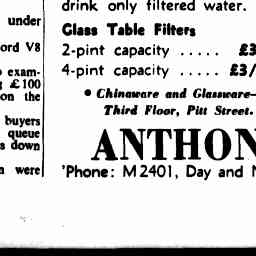 under
ord V8
exam-
£100
on the
buyers
queue
s down
were
drink only filtered water.
Glass Table Filters
2-pint capacity ..... £3
4-pint capacity ..... £3/
• Chinaware and Glassware—
Third Floor, Pitt Street.
ANTHON
'Phone: M2401, Day and N